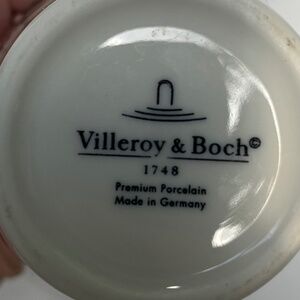 Villeroy & Boch©
1748
Premium Porcelain
Made in Germany